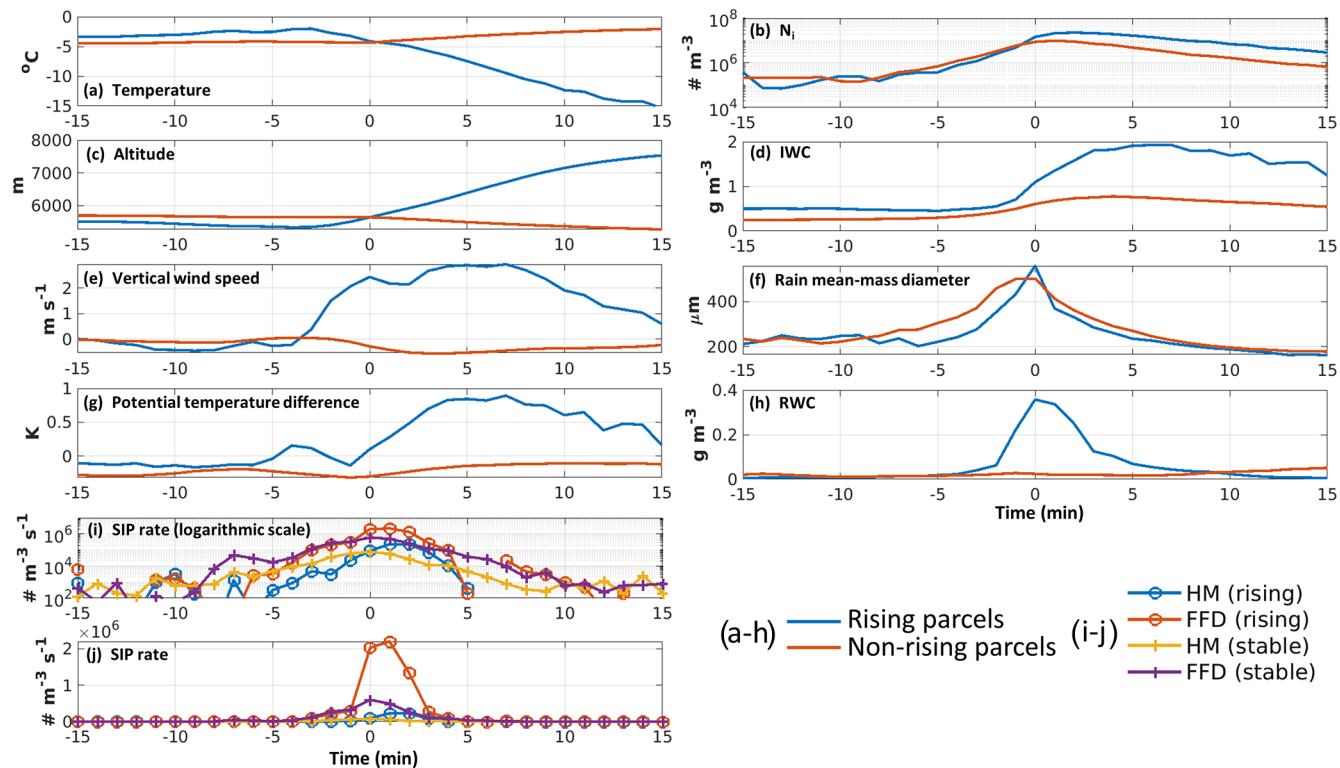 0
-5
-10
-15
ºC
(a) Temperature
-15 -10 -5 0 5 10 15
10⁸
10⁶
10⁴
# m⁻³
(b) Nᵢ
-15 -10 -5 0 5 10 15
8000
7000
6000
m
(c) Altitude
-15 -10 -5 0 5 10 15
2
1
0
g m⁻³
(d) IWC
-15 -10 -5 0 5 10 15
2
1
0
m s⁻¹
(e) Vertical wind speed
-15 -10 -5 0 5 10 15
400
200
μm
(f) Rain mean-mass diameter
-15 -10 -5 0 5 10 15
1
0.5
0
K
(g) Potential temperature difference
-15 -10 -5 0 5 10 15
0.4
0.2
0
g m⁻³
(h) RWC
-15 -10 -5 0 5 10 15
Time (min)
10⁶
10⁴
10²
# m⁻³ s⁻¹
(i) SIP rate (logarithmic scale)
-15 -10 -5 0 5 10 15
×10⁶
2
1
0
# m⁻³ s⁻¹
(j) SIP rate
-15 -10 -5 0 5 10 15
Time (min)
(a-h)
Rising parcels
Non-rising parcels
(i-j)
HM (rising)
FFD (rising)
HM (stable)
FFD (stable)